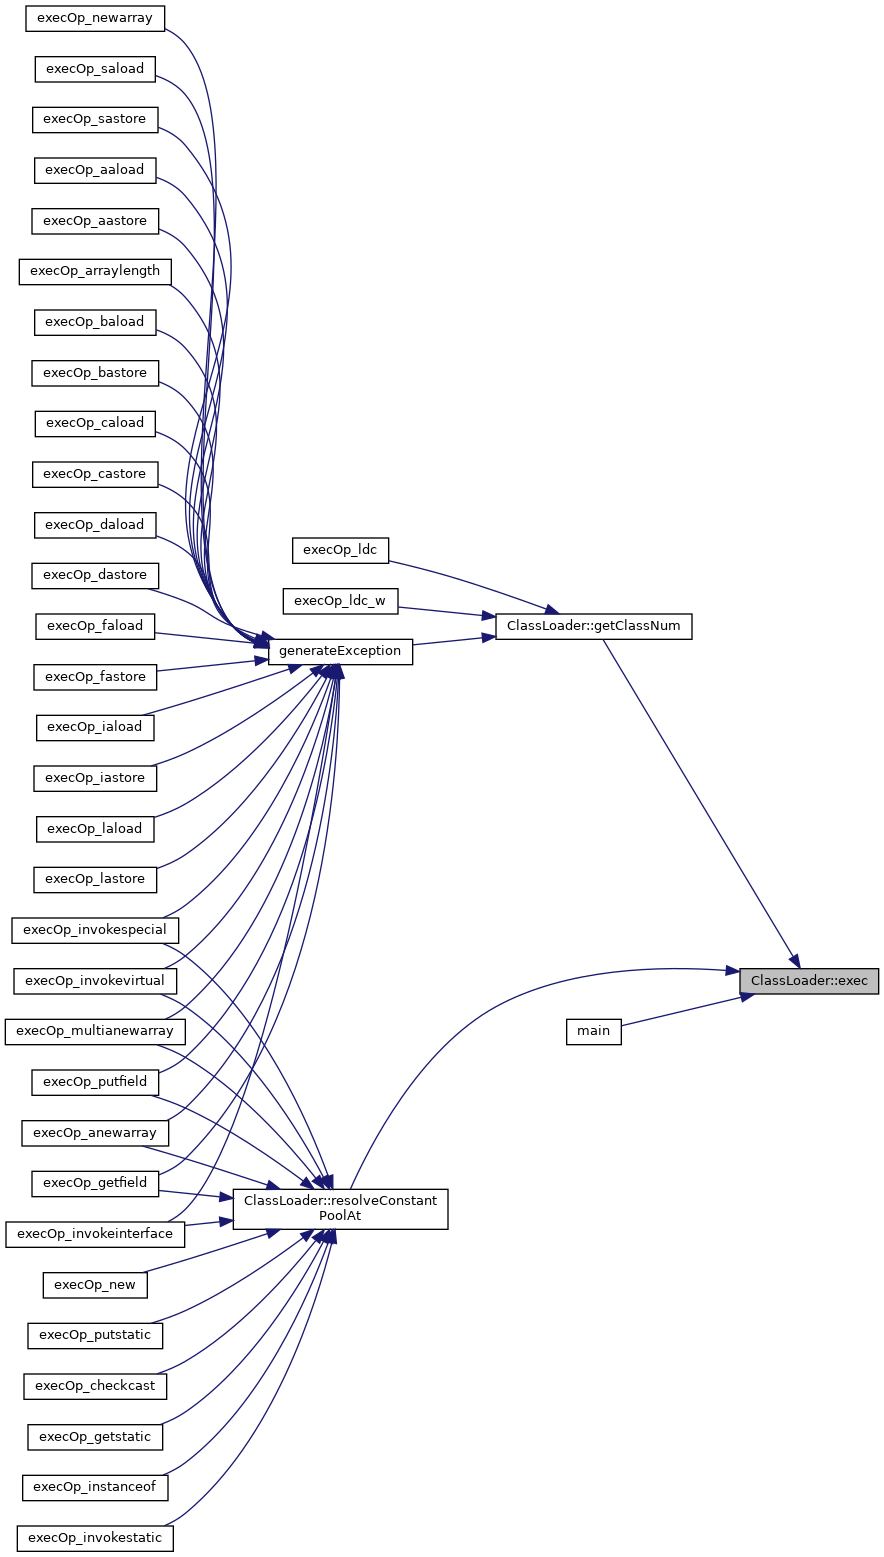 execOp_newarray
execOp_saload
execOp_sastore
execOp_aaload
execOp_aastore
execOp_arraylength
execOp_baload
execOp_bastore
execOp_caload
execOp_castore
execOp_daload
execOp_dastore
execOp_faload
execOp_fastore
execOp_iaload
execOp_iastore
execOp_laload
execOp_lastore
execOp_invokespecial
execOp_invokevirtual
execOp_multianewarray
execOp_putfield
execOp_anewarray
execOp_getfield
execOp_invokeinterface
execOp_new
execOp_putstatic
execOp_checkcast
execOp_getstatic
execOp_instanceof
execOp_invokestatic
execOp_ldc
execOp_ldc_w
generateException
ClassLoader::resolveConstant
PoolAt
ClassLoader::getClassNum
main
ClassLoader::exec